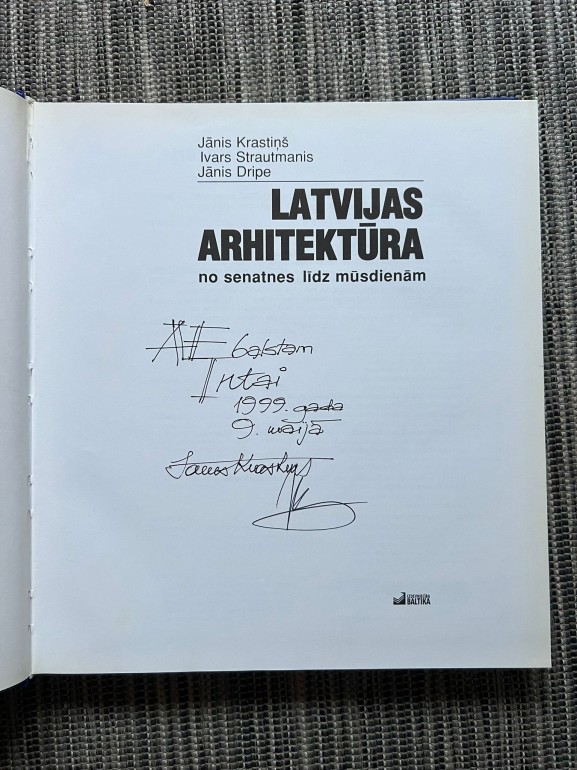 Jānis Krastiņš
Ivars Strautmanis
Jānis Dripe
LATVIJAS
ARHITEKTŪRA
no senatnes līdz mūsdienām
balstam
Intai
1999. gada
9. maijā
IZDEVNIECĪBA
BALTIKA